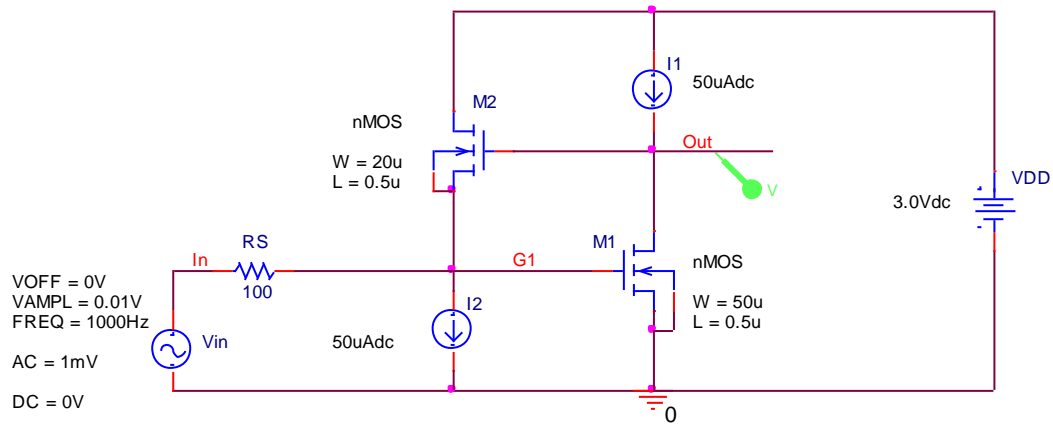 I1
50uAdc
M2
nMOS
W = 20u
L = 0.5u
Out
V
VDD
3.0Vdc
RS
In
100
G1
M1
nMOS
W = 50u
L = 0.5u
VOFF = 0V
VAMPL = 0.01V
FREQ = 1000Hz
Vin
AC = 1mV
DC = 0V
I2
50uAdc
0